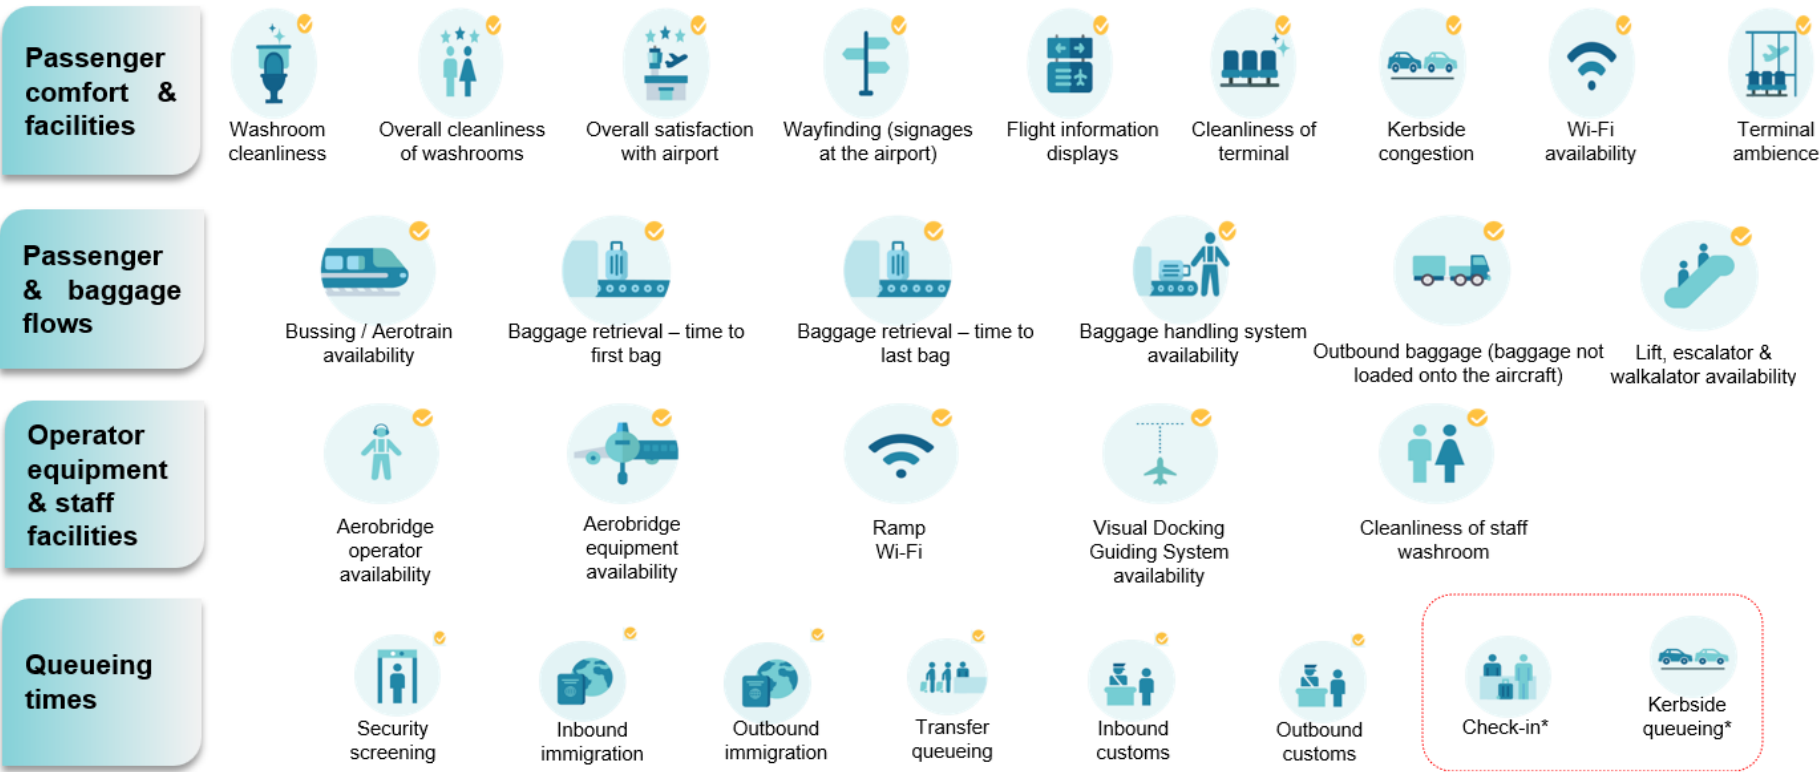 Passenger
comfort &
facilities
Washroom
cleanliness
Overall cleanliness
of washrooms
Overall satisfaction
with airport
Wayfinding (signages
at the airport)
Flight information
displays
Cleanliness of
terminal
Kerbside
congestion
Wi-Fi
availability
Terminal
ambience
Passenger
& baggage
flows
Bussing / Aerotrain
availability
Baggage retrieval – time to
first bag
Baggage retrieval – time to
last bag
Baggage handling system
availability
Outbound baggage (baggage not
loaded onto the aircraft)
Lift, escalator &
walkalator availability
Operator
equipment
& staff
facilities
Aerobridge
operator
availability
Aerobridge
equipment
availability
Ramp
Wi-Fi
Visual Docking
Guiding System
availability
Cleanliness of staff
washroom
Queueing
times
Security
screening
Inbound
immigration
Outbound
immigration
Transfer
queueing
Inbound
customs
Outbound
customs
Check-in*
Kerbside
queueing*